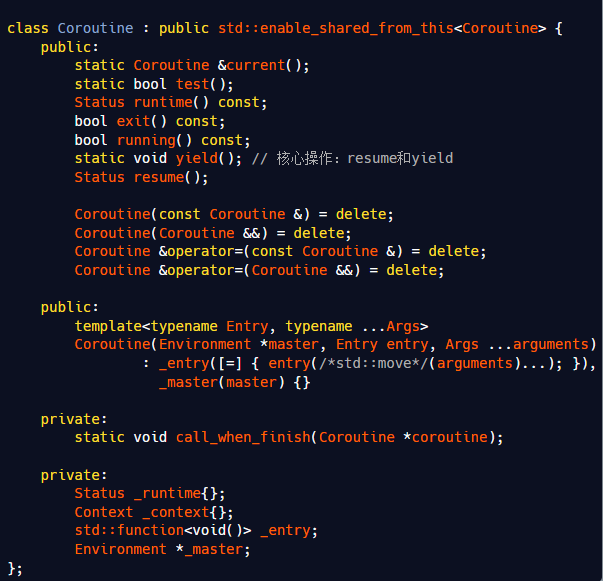 class Coroutine : public std::enable_shared_from_this<Coroutine> {
    public:
        static Coroutine &current();
        static bool test();
        Status runtime() const;
        bool exit() const;
        bool running() const;
        static void yield(); // 核心操作：resume和yield
        Status resume();

        Coroutine(const Coroutine &) = delete;
        Coroutine(Coroutine &&) = delete;
        Coroutine &operator=(const Coroutine &) = delete;
        Coroutine &operator=(Coroutine &&) = delete;

    public:
        template<typename Entry, typename ...Args>
        Coroutine(Environment *master, Entry entry, Args ...arguments)
                : _entry([=] { entry(/*std::move*/(arguments)...); }),
                  _master(master) {}

    private:
        static void call_when_finish(Coroutine *coroutine);

    private:
        Status _runtime{};
        Context _context{};
        std::function<void()> _entry;
        Environment *_master;
};